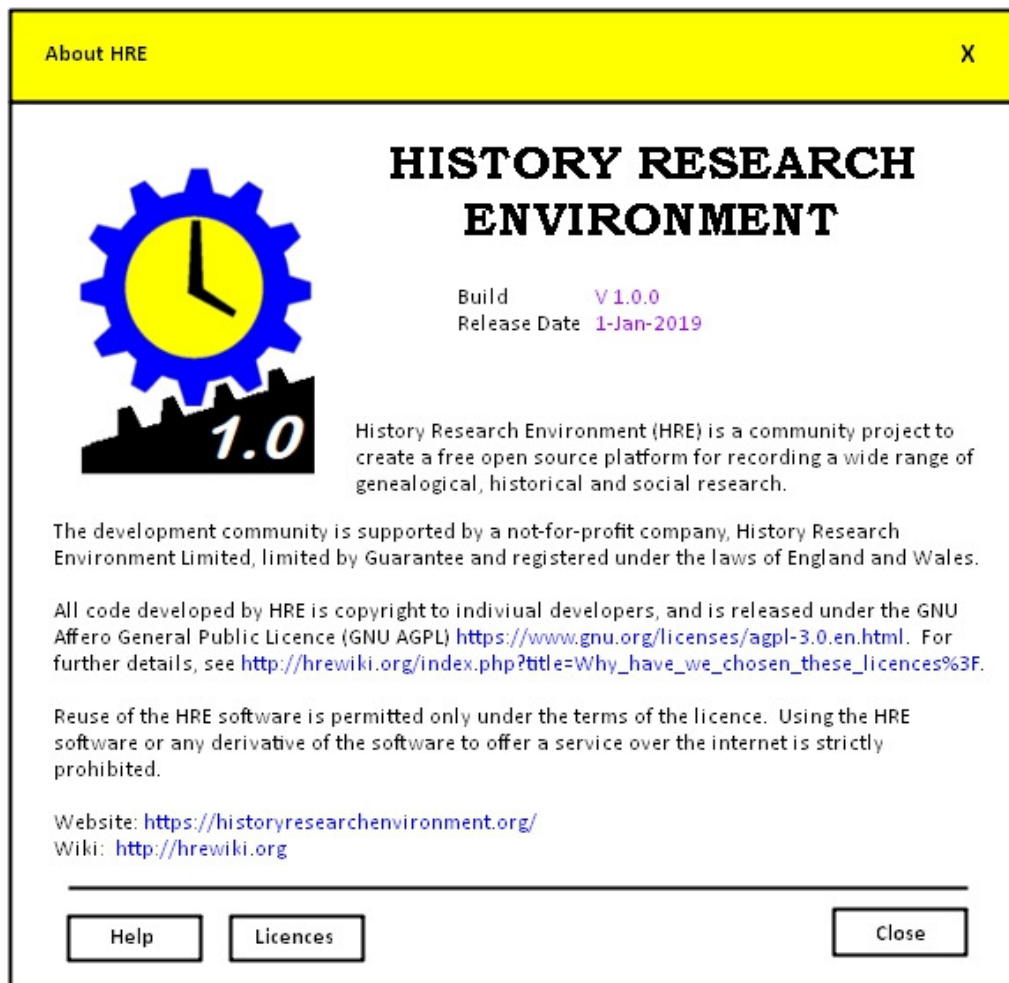 About HRE X
HISTORY RESEARCH
ENVIRONMENT
Build V 1.0.0
Release Date 1-Jan-2019
1.0
History Research Environment (HRE) is a community project to
create a free open source platform for recording a wide range of
genealogical, historical and social research.
The development community is supported by a not-for-profit company, History Research
Environment Limited, limited by Guarantee and registered under the laws of England and Wales.
All code developed by HRE is copyright to indiviual developers, and is released under the GNU
Affero General Public Licence (GNU AGPL) https://www.gnu.org/licenses/agpl-3.0.en.html. For
further details, see http://hrewiki.org/index.php?title=Why_have_we_chosen_these_licences%3F.
Reuse of the HRE software is permitted only under the terms of the licence. Using the HRE
software or any derivative of the software to offer a service over the internet is strictly
prohibited.
Website: https://historyresearchenvironment.org/
Wiki: http://hrewiki.org
Help Licences Close